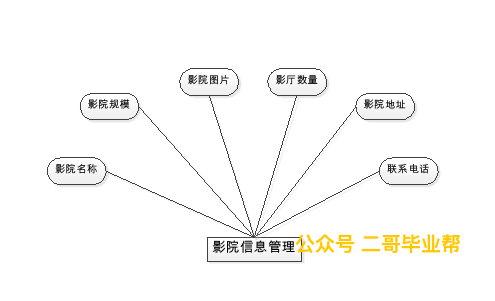 影院图片
影厅数量
影院规模
影院地址
影院名称
联系电话
影院信息管理
公众号 二哥毕业帮